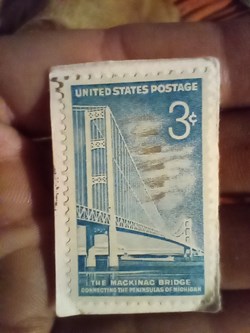 UNITED STATES POSTAGE
3¢
THE MACKINAC BRIDGE
CONNECTING THE PENINSULAS OF MICHIGAN